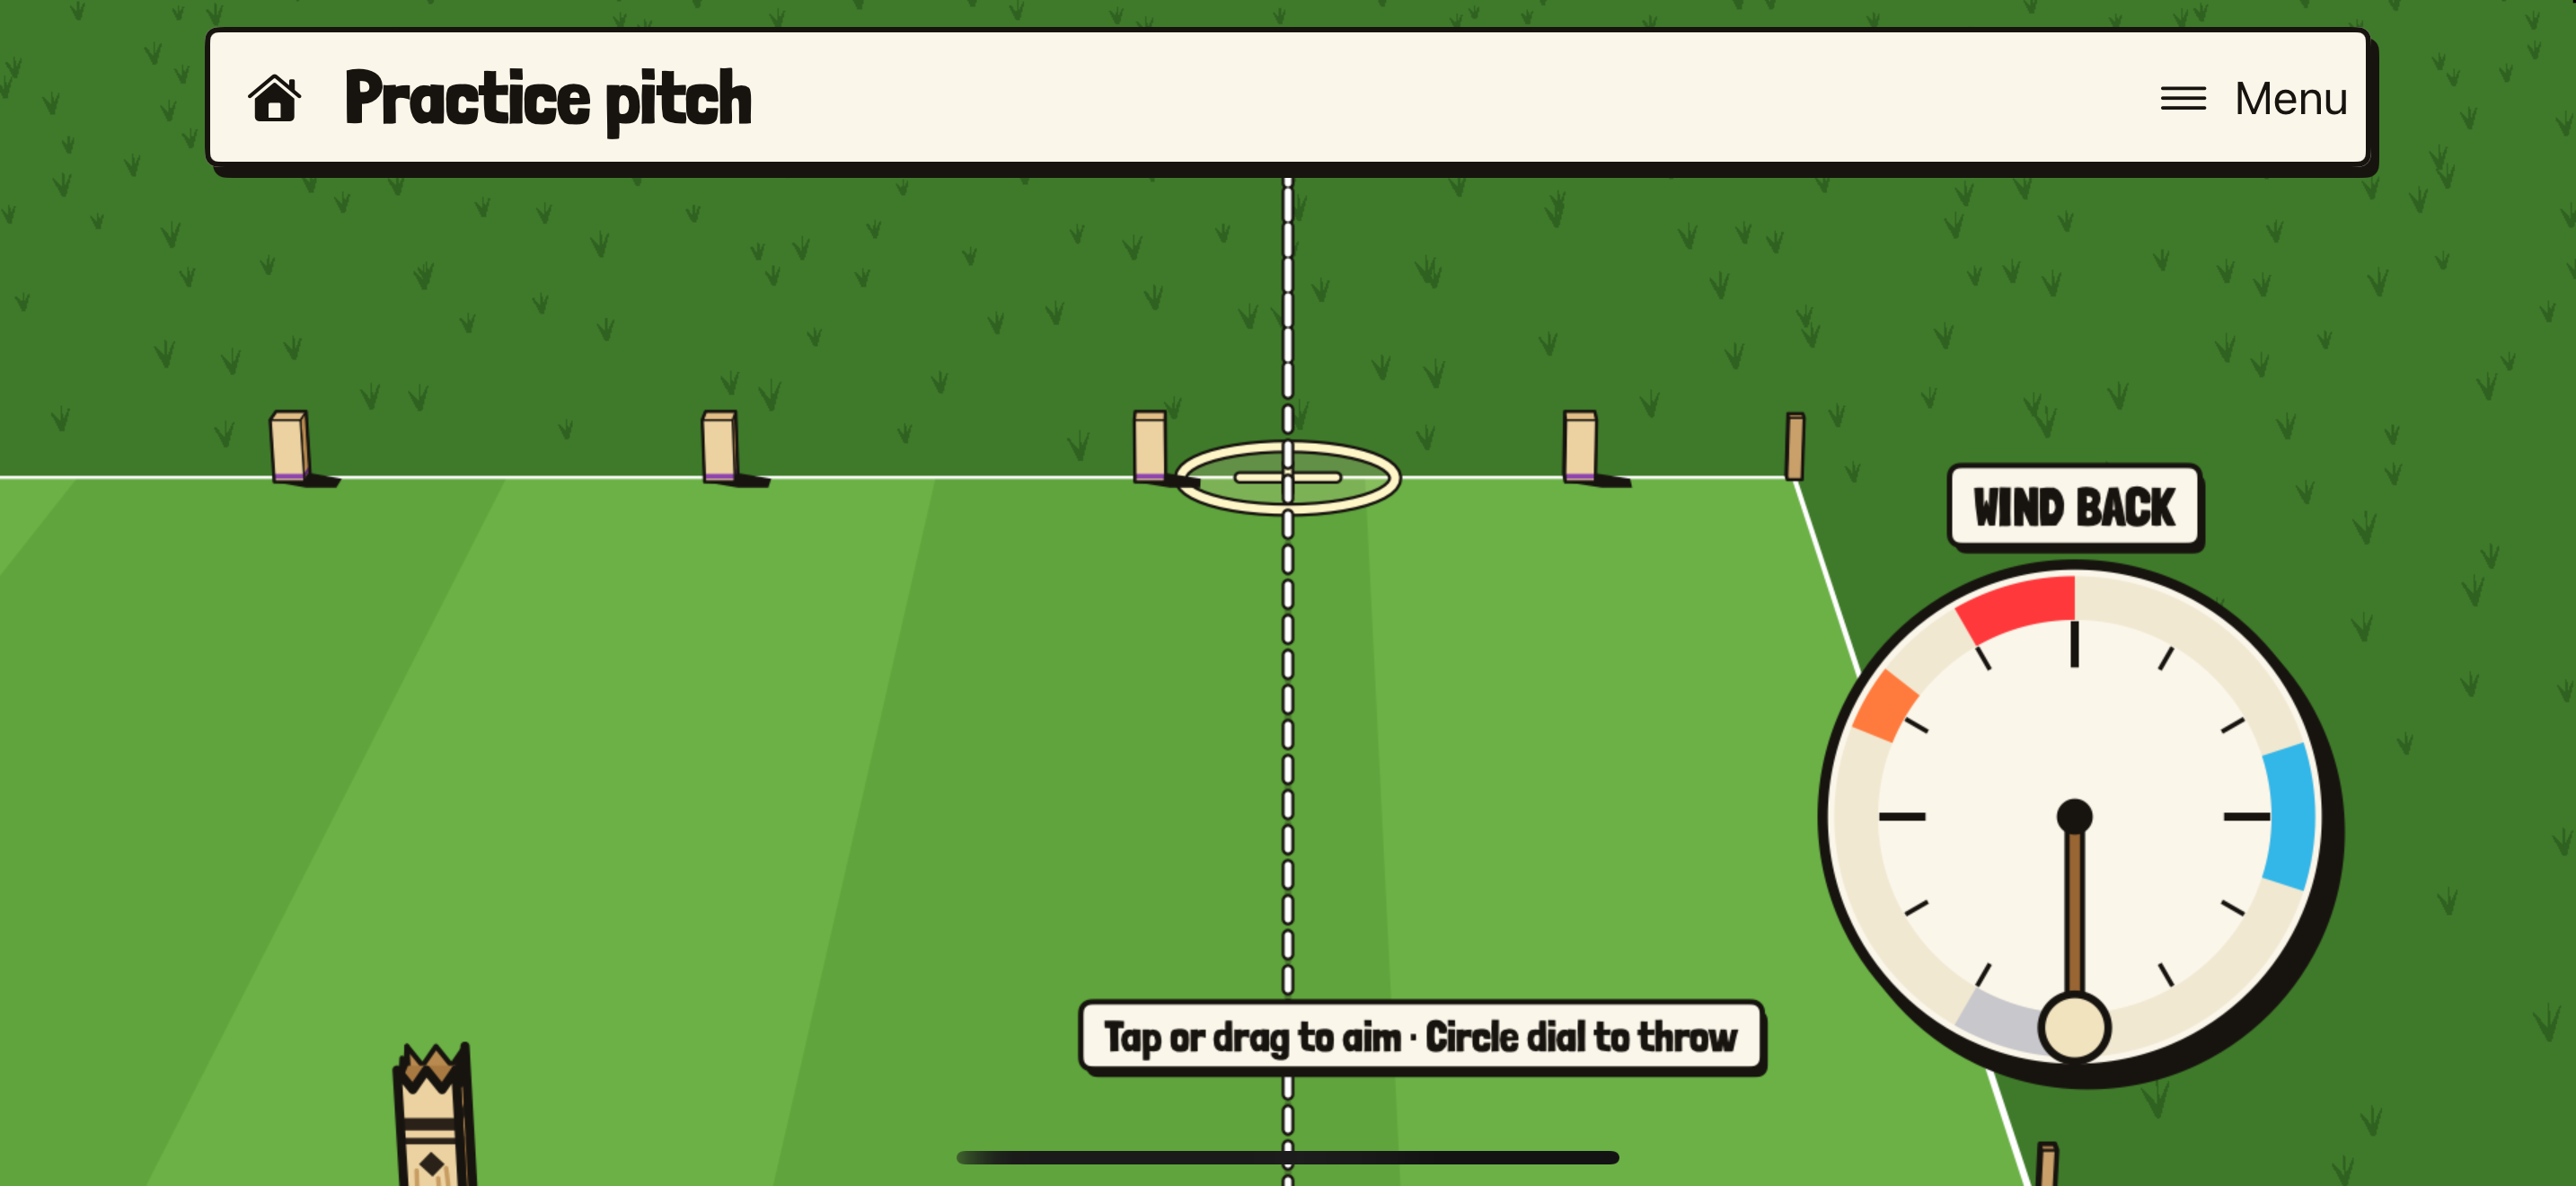 Practice pitch
Menu
WIND BACK
Tap or drag to aim · Circle dial to throw